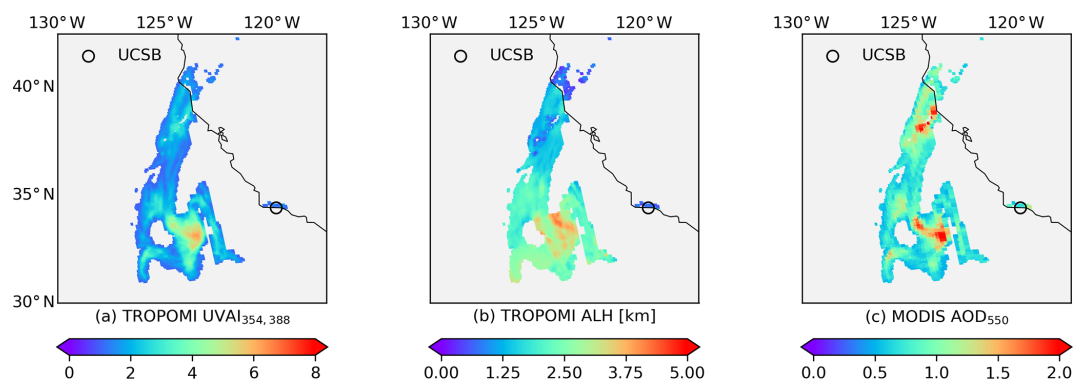 130°W 125°W 120°W
130°W 125°W 120°W
130°W 125°W 120°W
UCSB
UCSB
UCSB
40°N
35°N
30°N
(a) TROPOMI UVAI354, 388
(b) TROPOMI ALH [km]
(c) MODIS AOD550
0 2 4 6 8
0.00 1.25 2.50 3.75 5.00
0.0 0.5 1.0 1.5 2.0